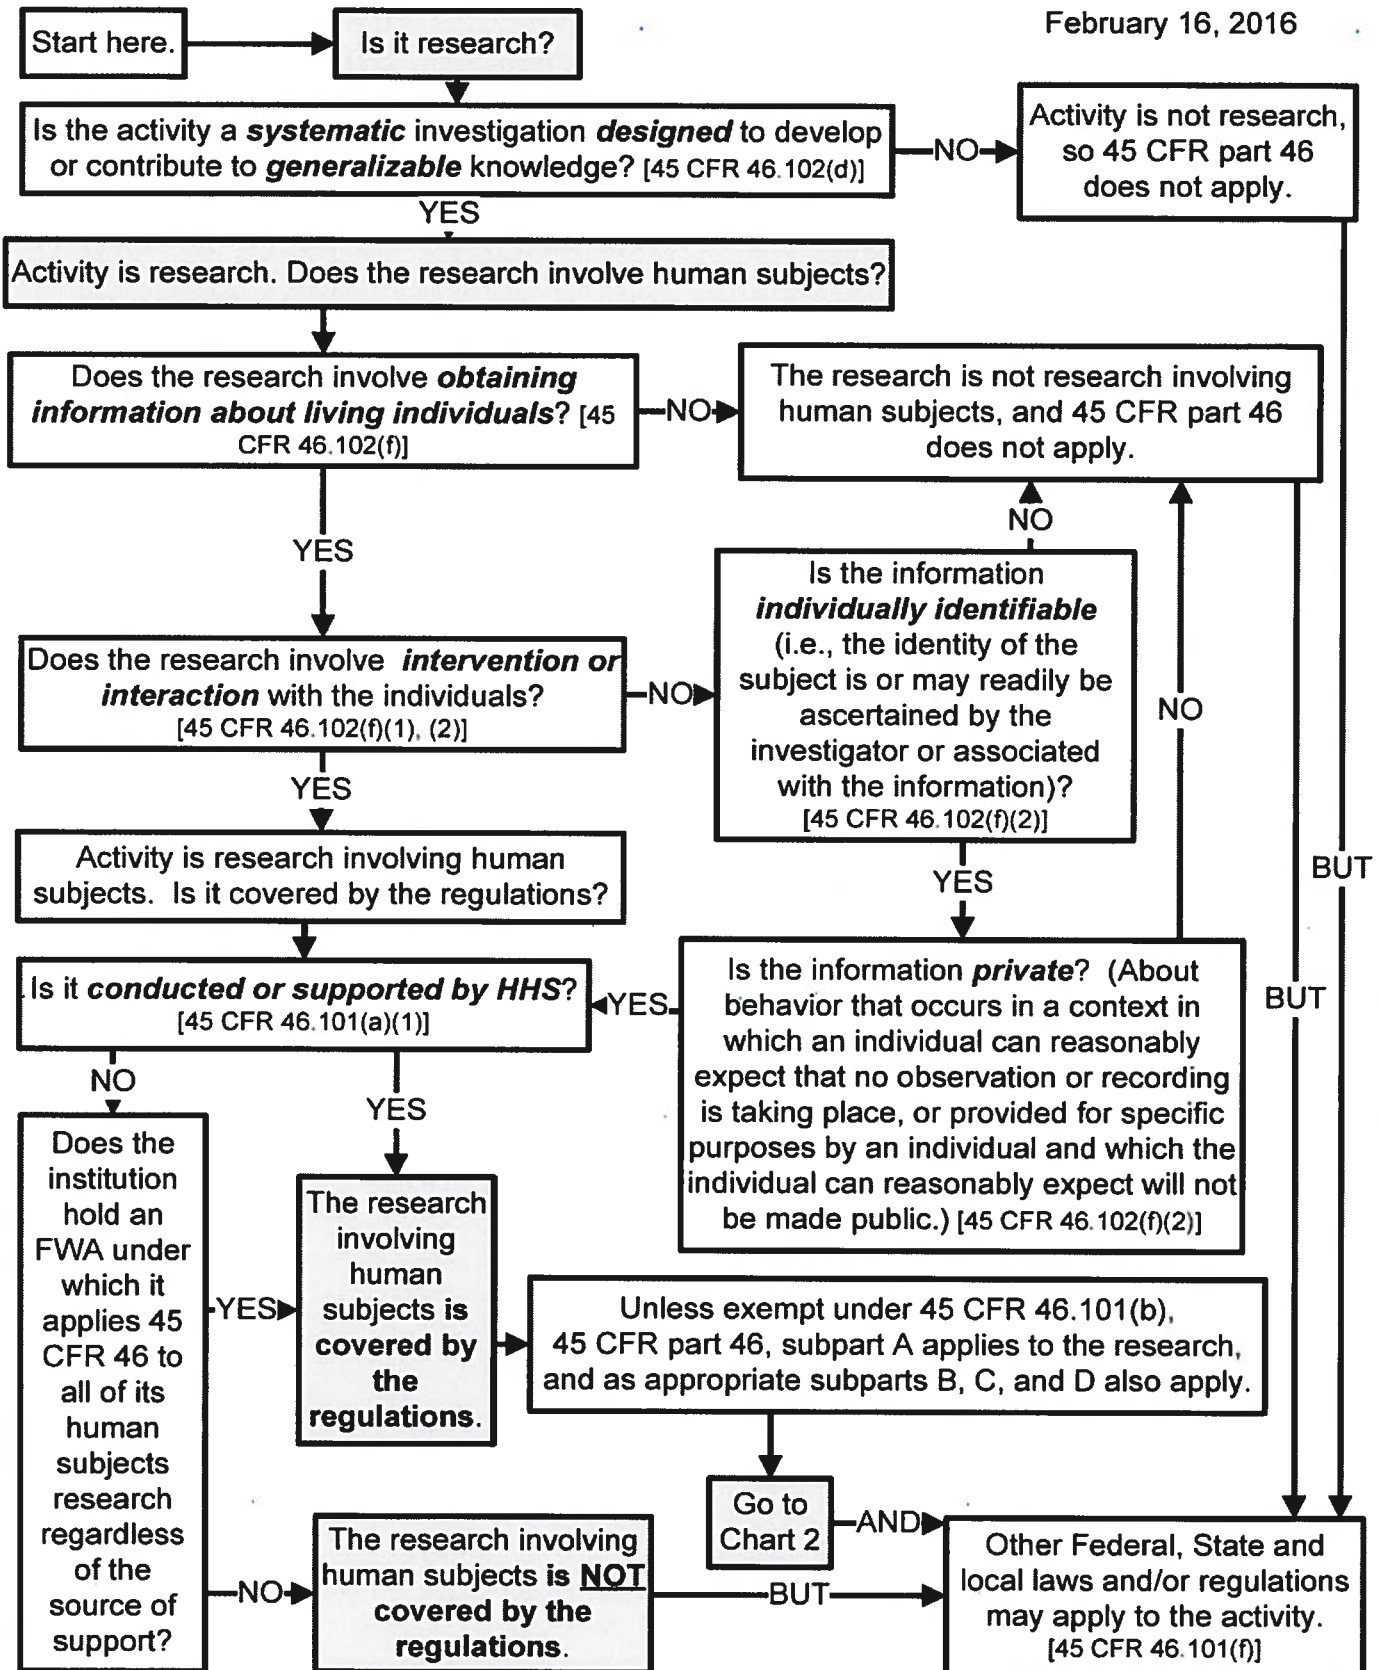 February 16, 2016
Start here.
Is it research?
Is the activity a systematic investigation designed to develop
or contribute to generalizable knowledge? [45 CFR 46.102(d)]
NO
Activity is not research,
so 45 CFR part 46
does not apply.
YES
Activity is research. Does the research involve human subjects?
Does the research involve obtaining
information about living individuals? [45
CFR 46.102(f)]
NO
The research is not research involving
human subjects, and 45 CFR part 46
does not apply.
YES
NO
NO
Is the information
individually identifiable
(i.e., the identity of the
subject is or may readily be
ascertained by the
investigator or associated
with the information)?
[45 CFR 46.102(f)(2)]
Does the research involve intervention or
interaction with the individuals?
[45 CFR 46.102(f)(1), (2)]
NO
YES
YES
BUT
BUT
Activity is research involving human
subjects. Is it covered by the regulations?
Is it conducted or supported by HHS?
[45 CFR 46.101(a)(1)]
YES
Is the information private? (About
behavior that occurs in a context in
which an individual can reasonably
expect that no observation or recording
is taking place, or provided for specific
purposes by an individual and which the
individual can reasonably expect will not
be made public.) [45 CFR 46.102(f)(2)]
NO
YES
Does the
institution
hold an
FWA under
which it
applies 45
CFR 46 to
all of its
human
subjects
research
regardless
of the
source of
support?
YES
The research
involving
human
subjects is
covered by
the
regulations.
Unless exempt under 45 CFR 46.101(b),
45 CFR part 46, subpart A applies to the research,
and as appropriate subparts B, C, and D also apply.
Go to
Chart 2
AND
NO
The research involving
human subjects is NOT
covered by the
regulations.
BUT
Other Federal, State and
local laws and/or regulations
may apply to the activity.
[45 CFR 46.101(f)]